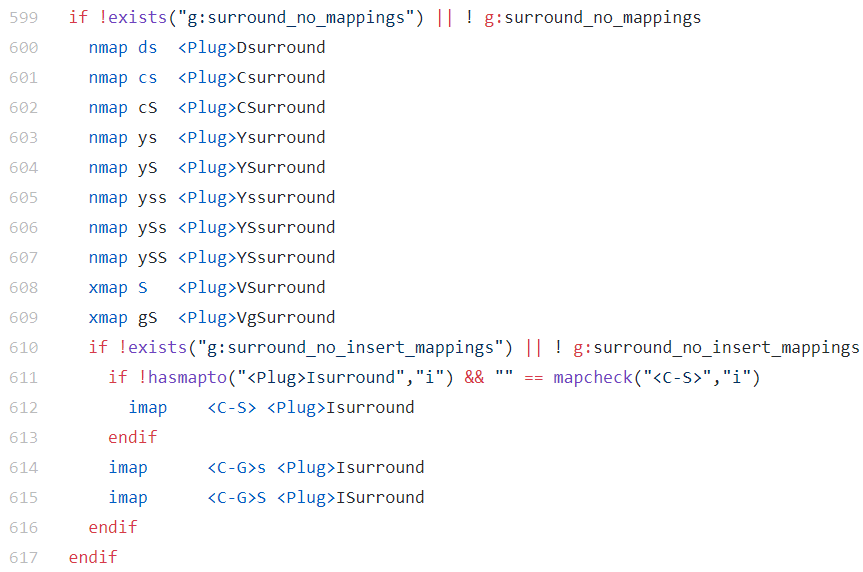 599 if !exists("g:surround_no_mappings") || ! g:surround_no_mappings
600 nmap ds <Plug>Dsurround
601 nmap cs <Plug>Csurround
602 nmap cS <Plug>CSurround
603 nmap ys <Plug>Ysurround
604 nmap yS <Plug>YSurround
605 nmap yss <Plug>Yssurround
606 nmap ySs <Plug>YSsurround
607 nmap ySS <Plug>YSsurround
608 xmap S <Plug>VSurround
609 xmap gS <Plug>VgSurround
610 if !exists("g:surround_no_insert_mappings") || ! g:surround_no_insert_mappings
611 if !hasmapto("<Plug>Isurround","i") && "" == mapcheck("<C-S>","i")
612 imap <C-S> <Plug>Isurround
613 endif
614 imap <C-G>s <Plug>Isurround
615 imap <C-G>S <Plug>ISurround
616 endif
617 endif